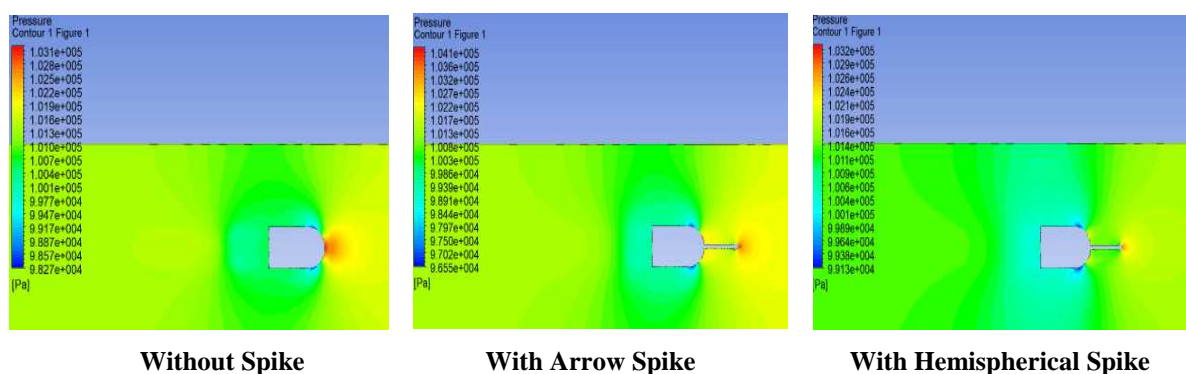 Pressure
Contour 1 Figure 1
1.031e+005
1.028e+005
1.025e+005
1.022e+005
1.019e+005
1.016e+005
1.013e+005
1.010e+005
1.007e+005
1.004e+005
1.001e+005
9.977e+004
9.947e+004
9.917e+004
9.887e+004
9.857e+004
9.827e+004
[Pa]
Pressure
Contour 1 Figure 1
1.041e+005
1.036e+005
1.032e+005
1.027e+005
1.022e+005
1.017e+005
1.013e+005
1.008e+005
1.003e+005
9.986e+004
9.939e+004
9.891e+004
9.844e+004
9.797e+004
9.750e+004
9.702e+004
9.655e+004
[Pa]
Pressure
Contour 1 Figure 1
1.032e+005
1.029e+005
1.026e+005
1.024e+005
1.021e+005
1.019e+005
1.016e+005
1.014e+005
1.011e+005
1.009e+005
1.006e+005
1.004e+005
1.001e+005
9.989e+004
9.964e+004
9.938e+004
9.913e+004
[Pa]
Without Spike
With Arrow Spike
With Hemispherical Spike